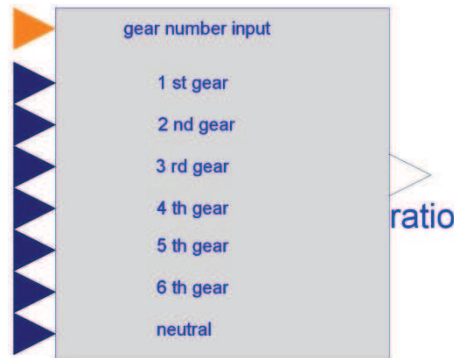 gear number input
1 st gear
2 nd gear
3 rd gear
4 th gear
ratio
5 th gear
6 th gear
neutral